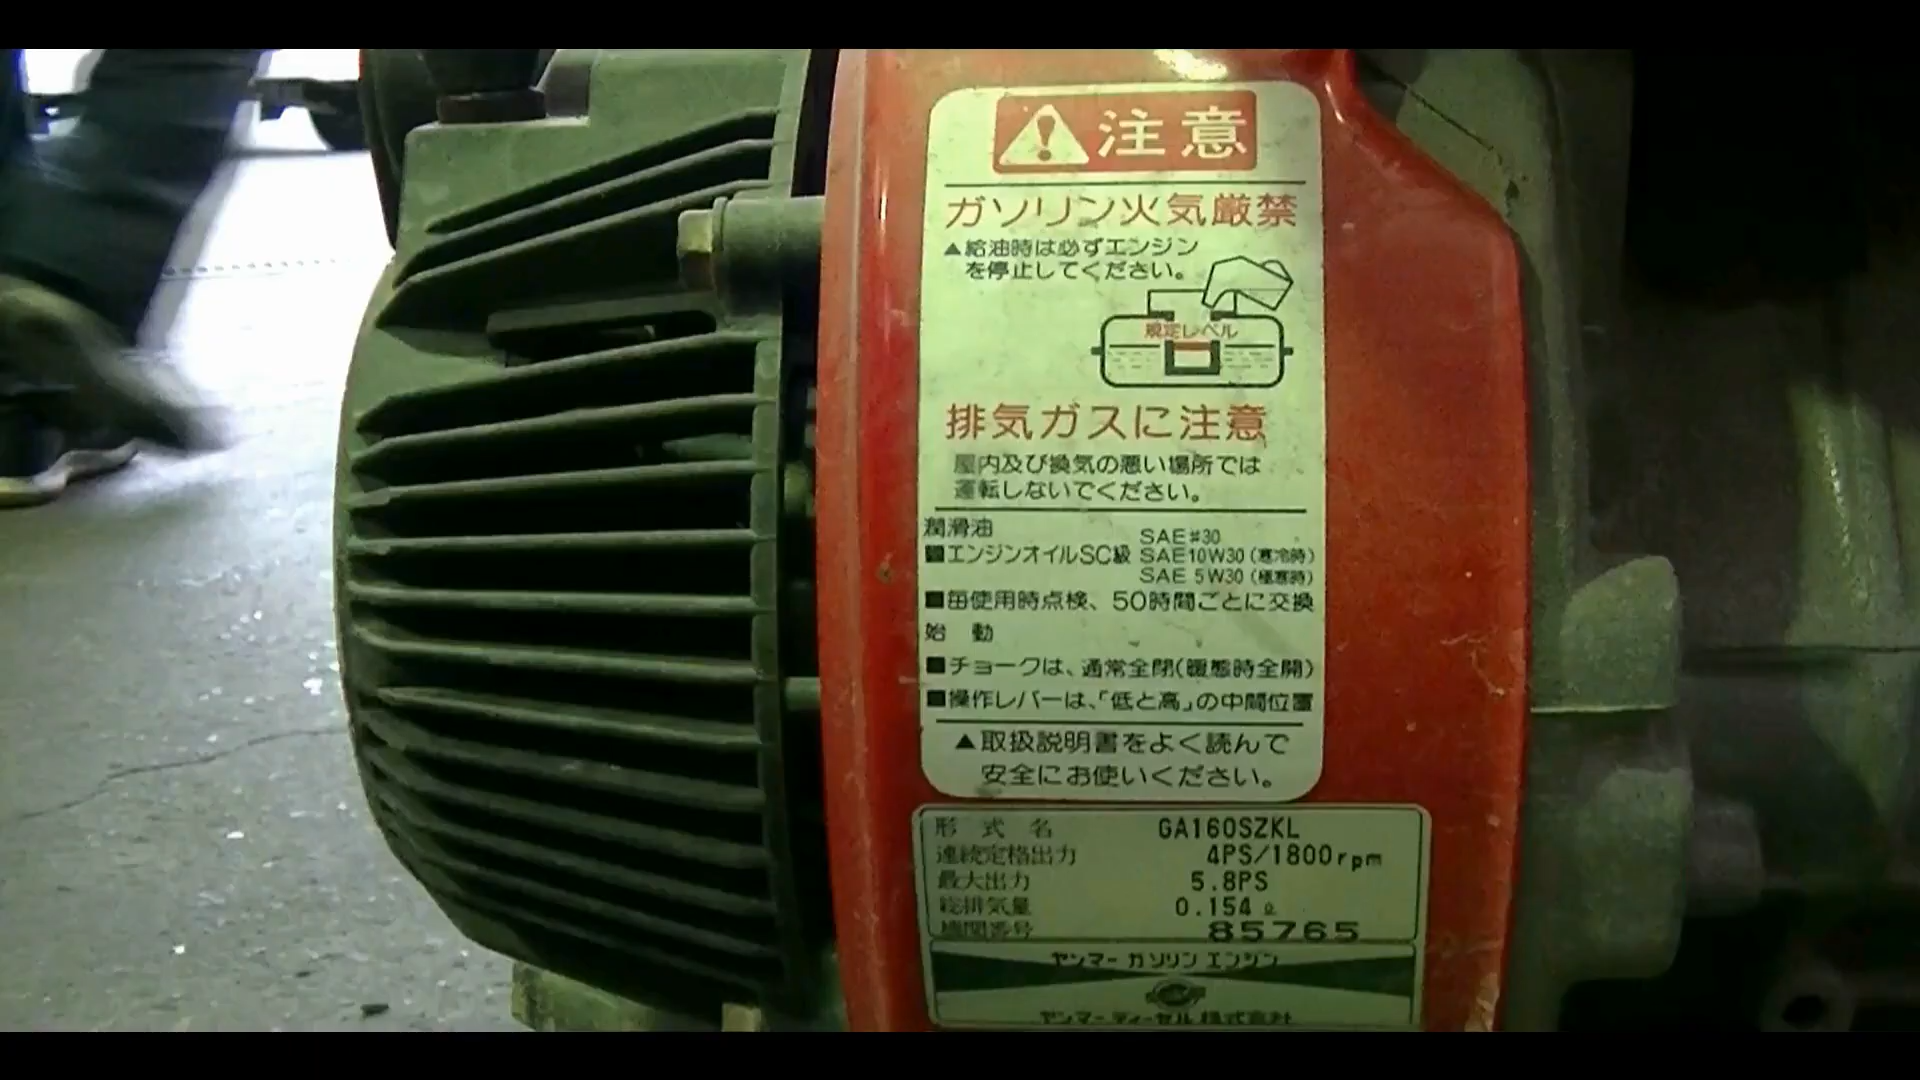 注意
ガソリン火気厳禁
▲給油時は必ずエンジン
を停止してください。
規定レベル
排気ガスに注意
屋内及び換気の悪い場所では
運転しないでください。
潤滑油
SAE#30
■エンジンオイルSC級 SAE10W30(寒冷時)
SAE 5W30(極寒時)
■毎使用時点検、50時間ごとに交換
始 動
■チョークは、通常全閉(暖態時全開)
■操作レバーは、「低と高」の中間位置
▲取扱説明書をよく読んで
安全にお使いください。
形式名 GA160SZKL
連続定格出力 4PS/1800rpm
最大出力 5.8PS
総排気量 0.154ℓ
機関番号 85765
ヤンマー ガソリン エンジン
ヤンマーディーゼル 株式会社